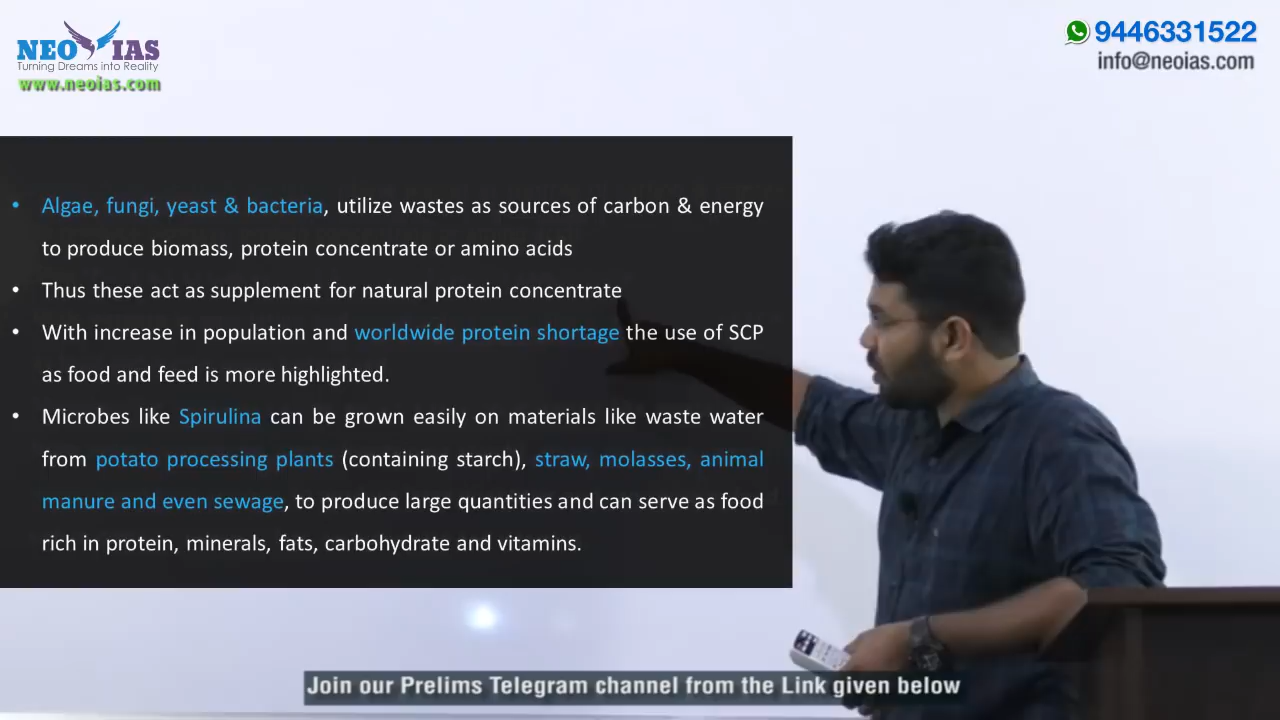 NEO IAS
Turning Dreams into Reality
www.neoias.com
9446331522
info@neoias.com
• Algae, fungi, yeast & bacteria, utilize wastes as sources of carbon & energy
to produce biomass, protein concentrate or amino acids
• Thus these act as supplement for natural protein concentrate
• With increase in population and worldwide protein shortage the use of SCP
as food and feed is more highlighted.
• Microbes like Spirulina can be grown easily on materials like waste water
from potato processing plants (containing starch), straw, molasses, animal
manure and even sewage, to produce large quantities and can serve as food
rich in protein, minerals, fats, carbohydrate and vitamins.
Join our Prelims Telegram channel from the Link given below